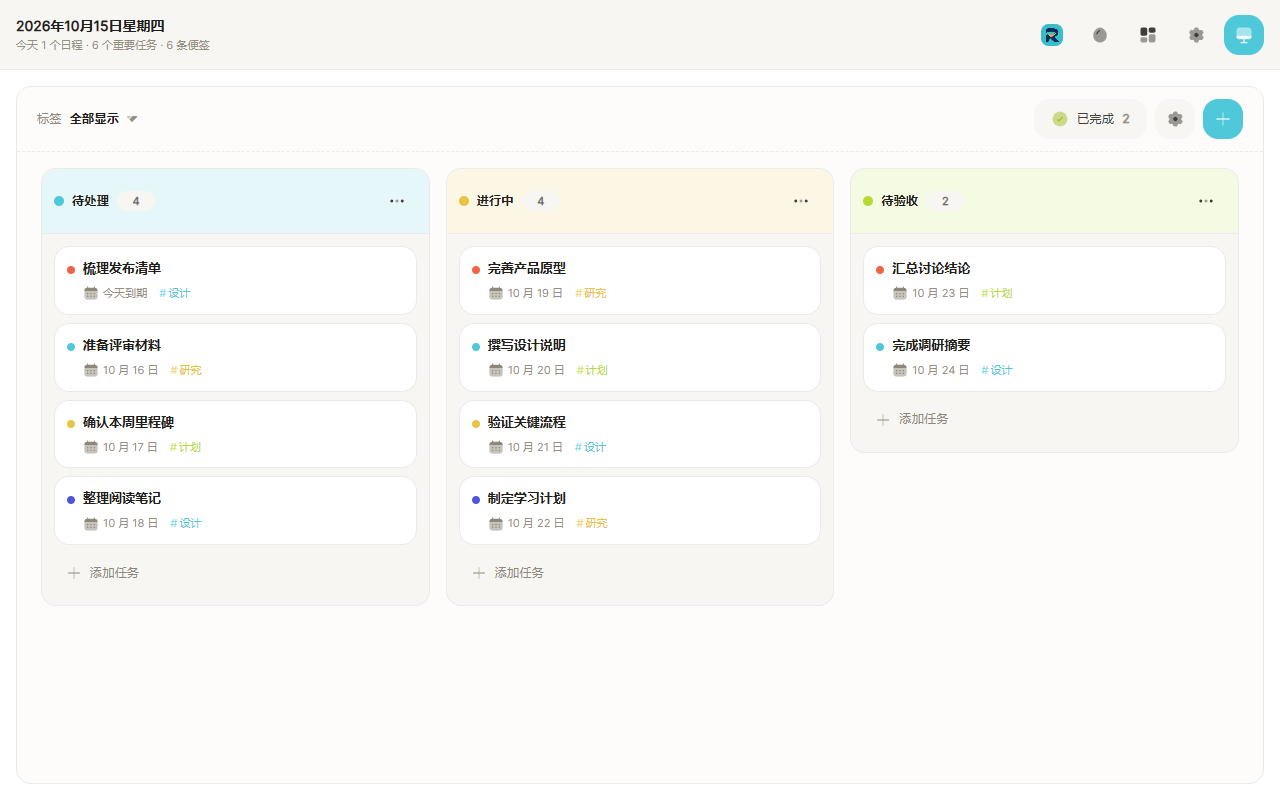 2026年10月15日星期四
今天 1 个日程 · 6 个重要任务 · 6 条便签
标签 全部显示
已完成 2
待处理 4
梳理发布清单
今天到期 #设计
准备评审材料
10 月 16 日 #研究
确认本周里程碑
10 月 17 日 #计划
整理阅读笔记
10 月 18 日 #设计
添加任务
进行中 4
完善产品原型
10 月 19 日 #研究
撰写设计说明
10 月 20 日 #计划
验证关键流程
10 月 21 日 #设计
制定学习计划
10 月 22 日 #研究
添加任务
待验收 2
汇总讨论结论
10 月 23 日 #计划
完成调研摘要
10 月 24 日 #设计
添加任务